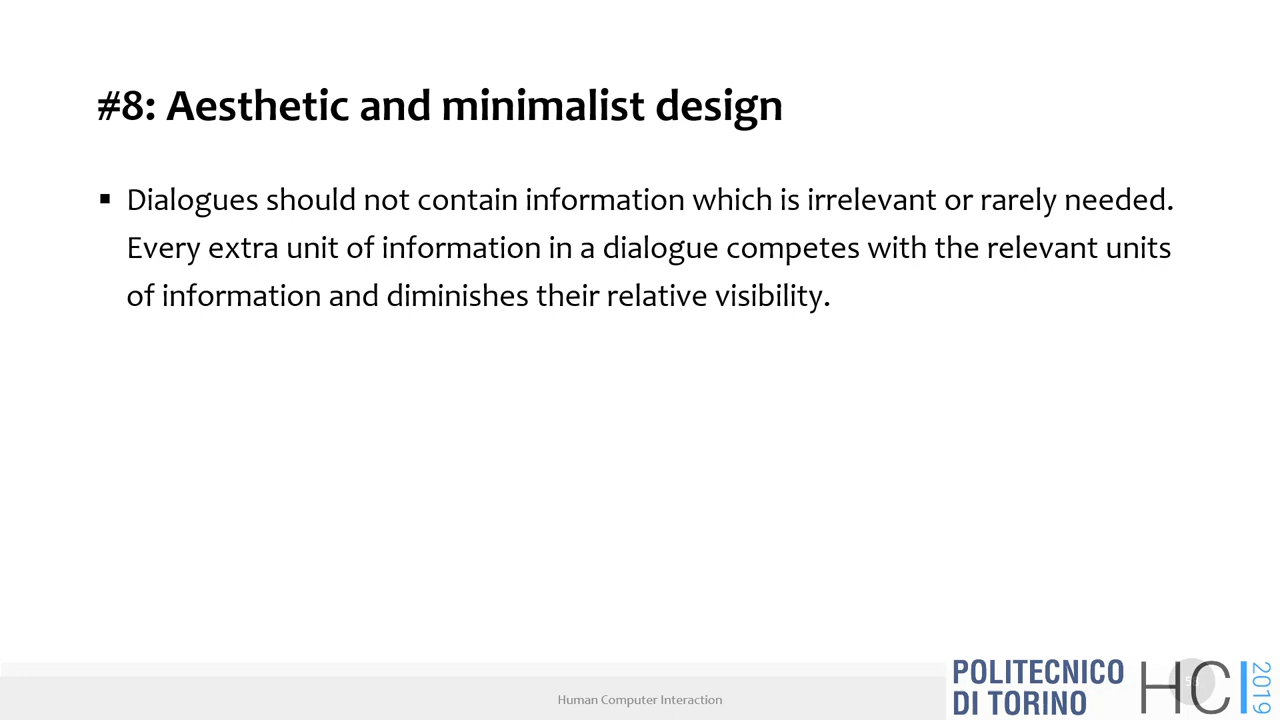 #8: Aesthetic and minimalist design
▪ Dialogues should not contain information which is irrelevant or rarely needed.
Every extra unit of information in a dialogue competes with the relevant units
of information and diminishes their relative visibility.
Human Computer Interaction
POLITECNICO
DI TORINO
HCI
2019